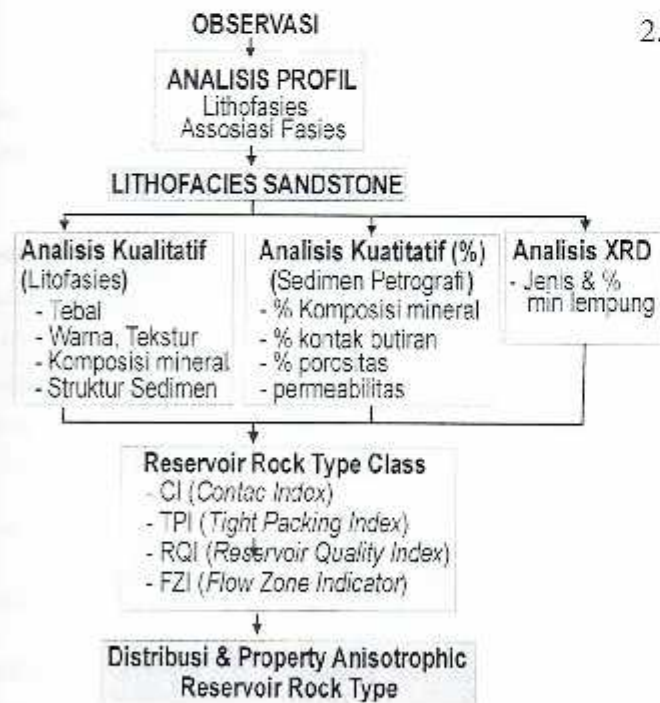 OBSERVASI
2.
ANALISIS PROFIL
Lithofasies
Assosiasi Fasies
LITHOFACIES SANDSTONE
Analisis Kualitatif
(Litofasies)
- Tebal
- Warna, Tekstur
- Komposisi mineral
- Struktur Sedimen
Analisis Kuatitatif (%)
(Sedimen Petrografi)
- % Komposisi mineral
- % kontak butiran
- % porositas
- permeabilitas
Analisis XRD
- Jenis & %
min lempung
Reservoir Rock Type Class
- CI (Contac Index)
- TPI (Tight Packing Index)
- RQI (Reservoir Quality Index)
- FZI (Flow Zone Indicator)
Distribusi & Property Anisotrophic
Reservoir Rock Type